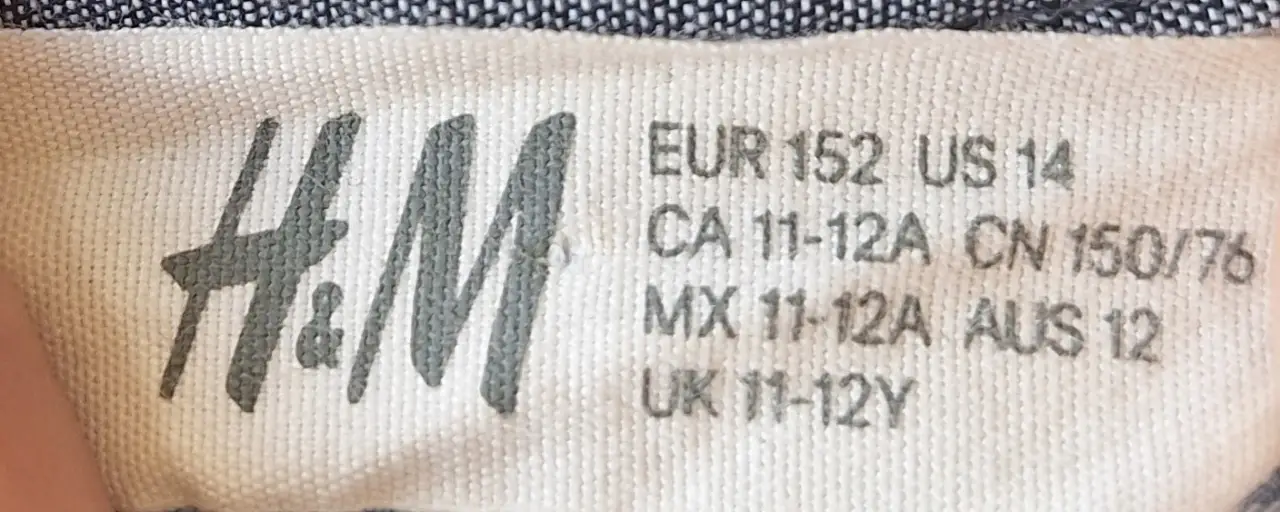 H&M
EUR 152 US 14
CA 11-12A CN 150/76
MX 11-12A AUS 12
UK 11-12Y